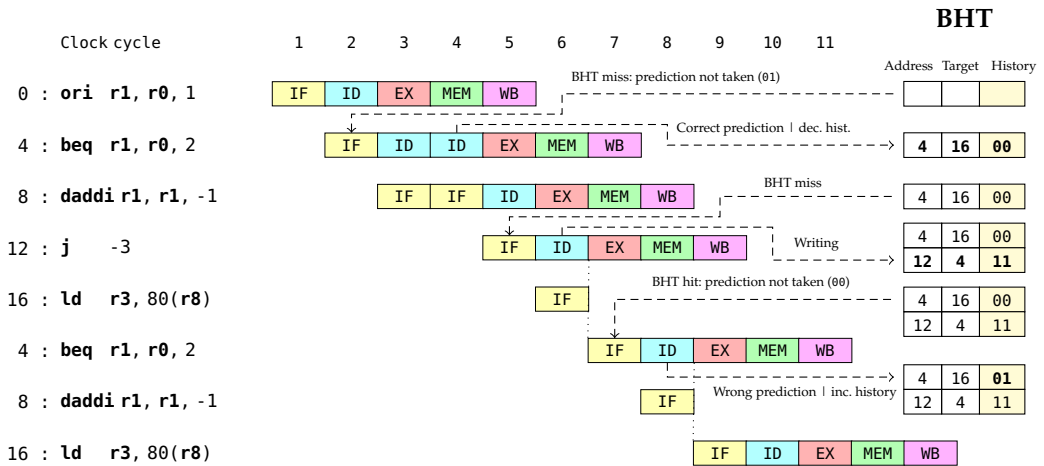 BHT
Clock cycle 1 2 3 4 5 6 7 8 9 10 11
Address Target History
BHT miss: prediction not taken (01)
0 : ori r1, r0, 1 IF ID EX MEM WB
Correct prediction | dec. hist.
4 : beq r1, r0, 2 IF ID ID EX MEM WB 4 16 00
BHT miss
8 : daddi r1, r1, -1 IF IF ID EX MEM WB 4 16 00
4 16 00
12 : j -3 IF ID EX MEM WB Writing
12 4 11
BHT hit: prediction not taken (00)
16 : ld r3, 80(r8) IF 4 16 00
12 4 11
4 : beq r1, r0, 2 IF ID EX MEM WB
4 16 01
Wrong prediction | inc. history
8 : daddi r1, r1, -1 IF 12 4 11
16 : ld r3, 80(r8) IF ID EX MEM WB